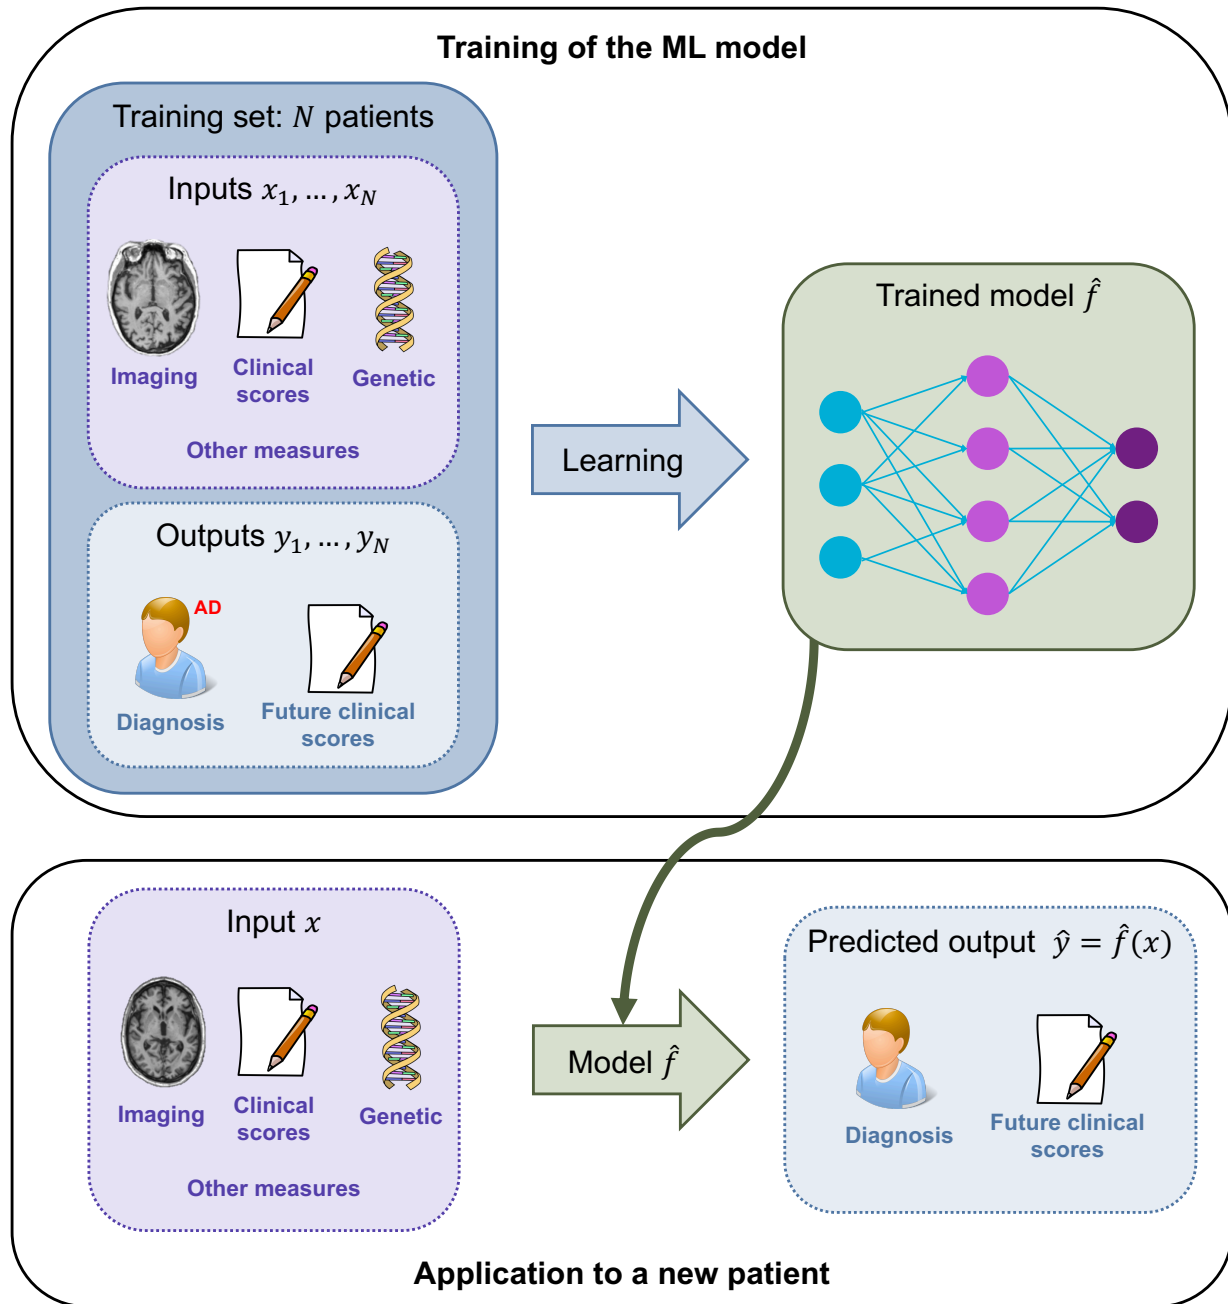 Training of the ML model
Training set: N patients
Inputs x₁, … , x_N
Imaging
Clinical
scores
Genetic
Other measures
Outputs y₁, … , y_N
AD
Diagnosis
Future clinical
scores
Learning
Trained model f̂
Input x
Imaging
Clinical
scores
Genetic
Other measures
Model f̂
Predicted output ŷ = f̂(x)
Diagnosis
Future clinical
scores
Application to a new patient